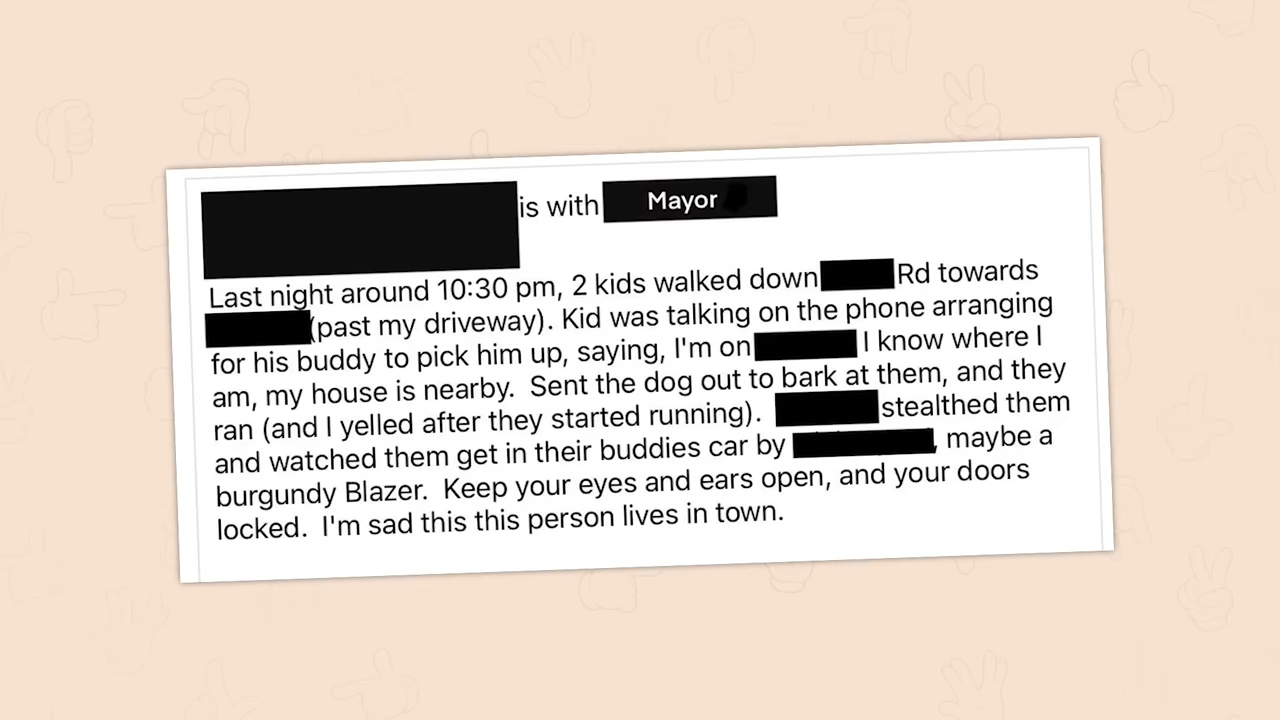 is with Mayor
Last night around 10:30 pm, 2 kids walked down Rd towards
(past my driveway). Kid was talking on the phone arranging
for his buddy to pick him up, saying, I'm on I know where I
am, my house is nearby. Sent the dog out to bark at them, and they
ran (and I yelled after they started running). stealthed them
and watched them get in their buddies car by , maybe a
burgundy Blazer. Keep your eyes and ears open, and your doors
locked. I'm sad this this person lives in town.